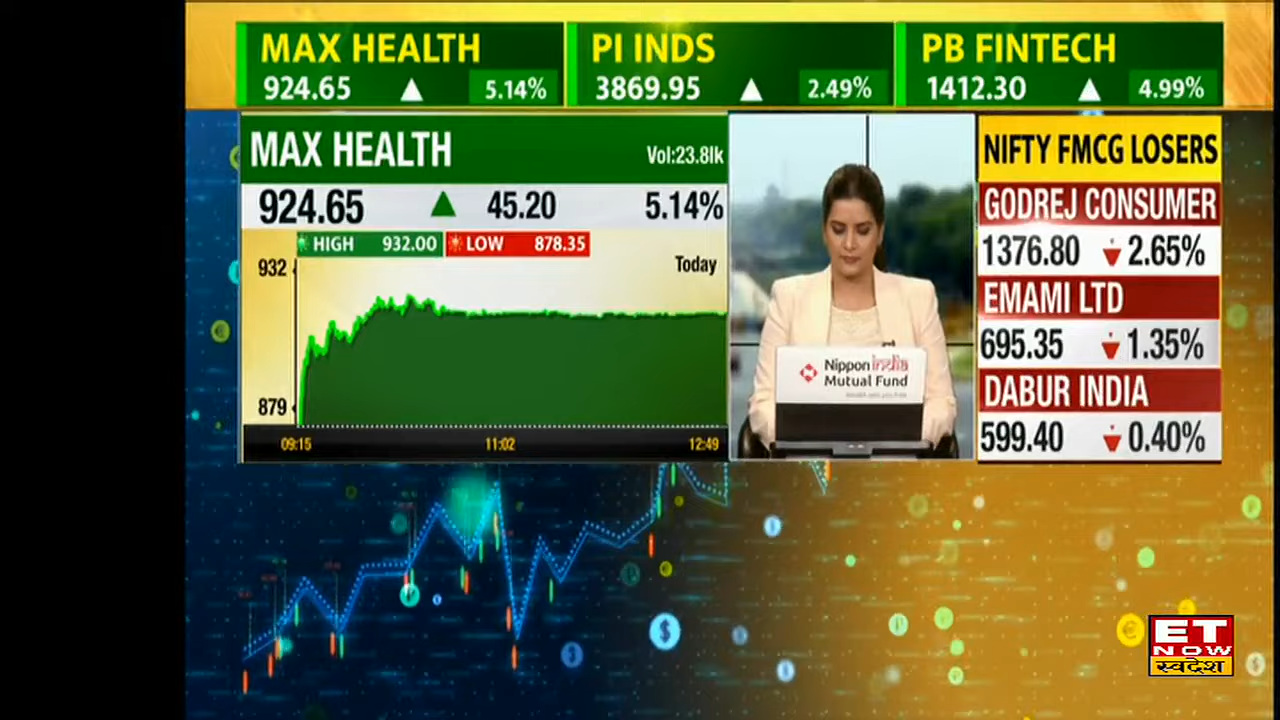 MAX HEALTH
924.65 ▲ 5.14%
PI INDS
3869.95 ▲ 2.49%
PB FINTECH
1412.30 ▲ 4.99%
MAX HEALTH Vol:23.8lk
924.65 ▲ 45.20 5.14%
HIGH 932.00 LOW 878.35
932 Today
879
09:15 11:02 12:49
Nippon india
Mutual Fund
NIFTY FMCG LOSERS
GODREJ CONSUMER
1376.80 2.65%
EMAMI LTD
695.35 1.35%
DABUR INDIA
599.40 0.40%
ET
NOW
स्वदेश